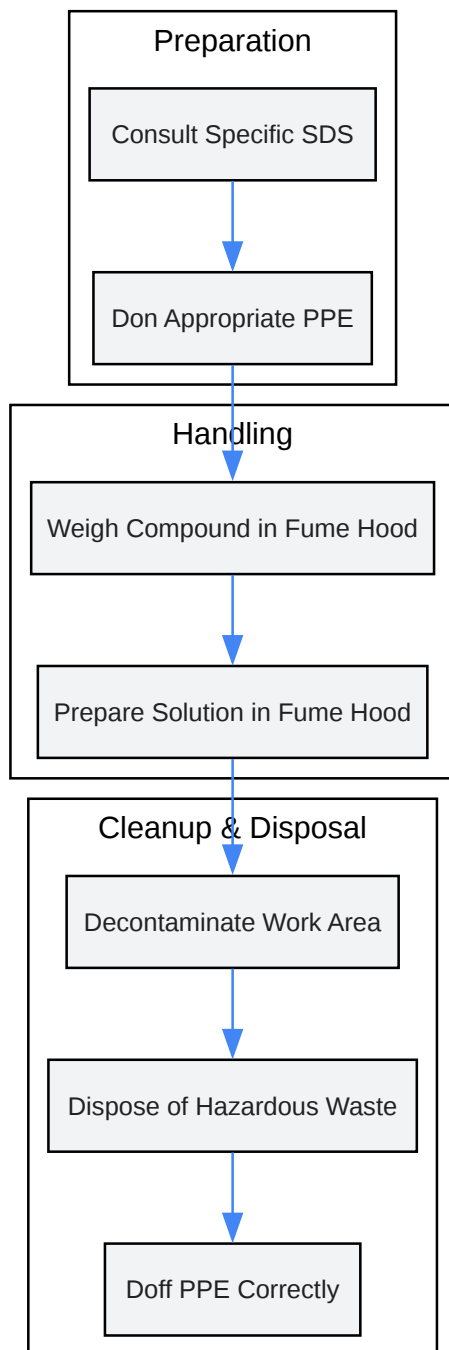 Preparation
Consult Specific SDS
Don Appropriate PPE
Handling
Weigh Compound in Fume Hood
Prepare Solution in Fume Hood
Cleanup & Disposal
Decontaminate Work Area
Dispose of Hazardous Waste
Doff PPE Correctly